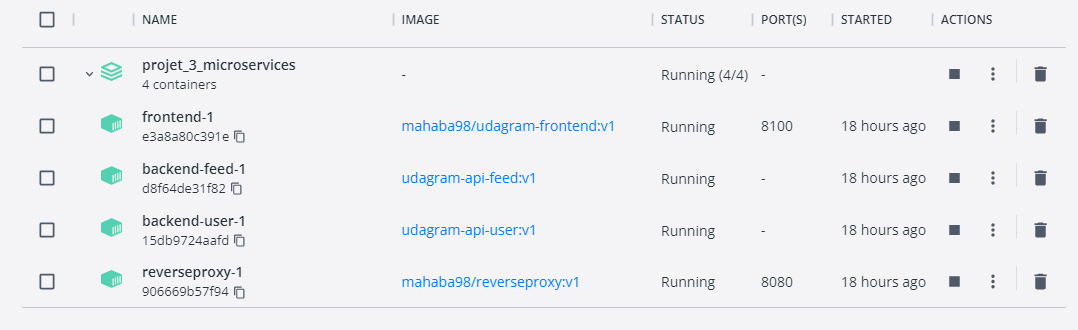 NAME IMAGE STATUS PORT(S) STARTED ACTIONS
projet_3_microservices - Running (4/4) -
4 containers
frontend-1 mahaba98/udagram-frontend:v1 Running 8100 18 hours ago
e3a8a80c391e
backend-feed-1 udagram-api-feed:v1 Running - 18 hours ago
d8f64de31f82
backend-user-1 udagram-api-user:v1 Running - 18 hours ago
15db9724aafd
reverseproxy-1 mahaba98/reverseproxy:v1 Running 8080 18 hours ago
906669b57f94